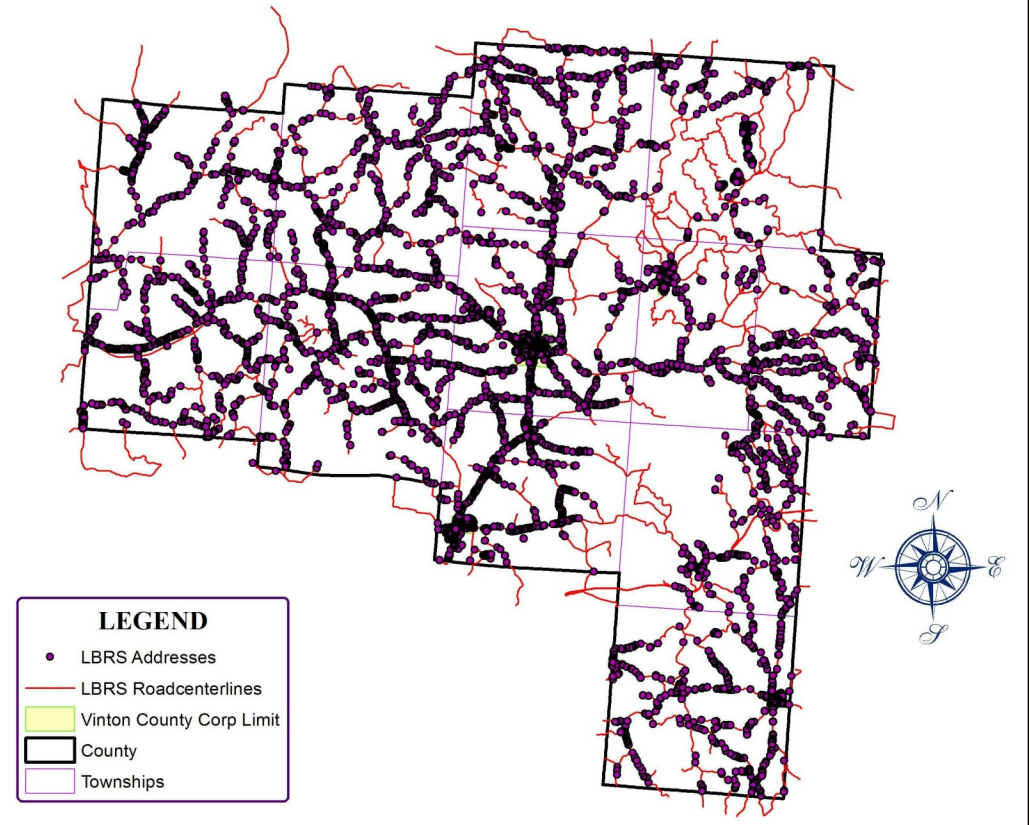 N
W
E
S
LEGEND
LBRS Addresses
LBRS Roadcenterlines
Vinton County Corp Limit
County
Townships